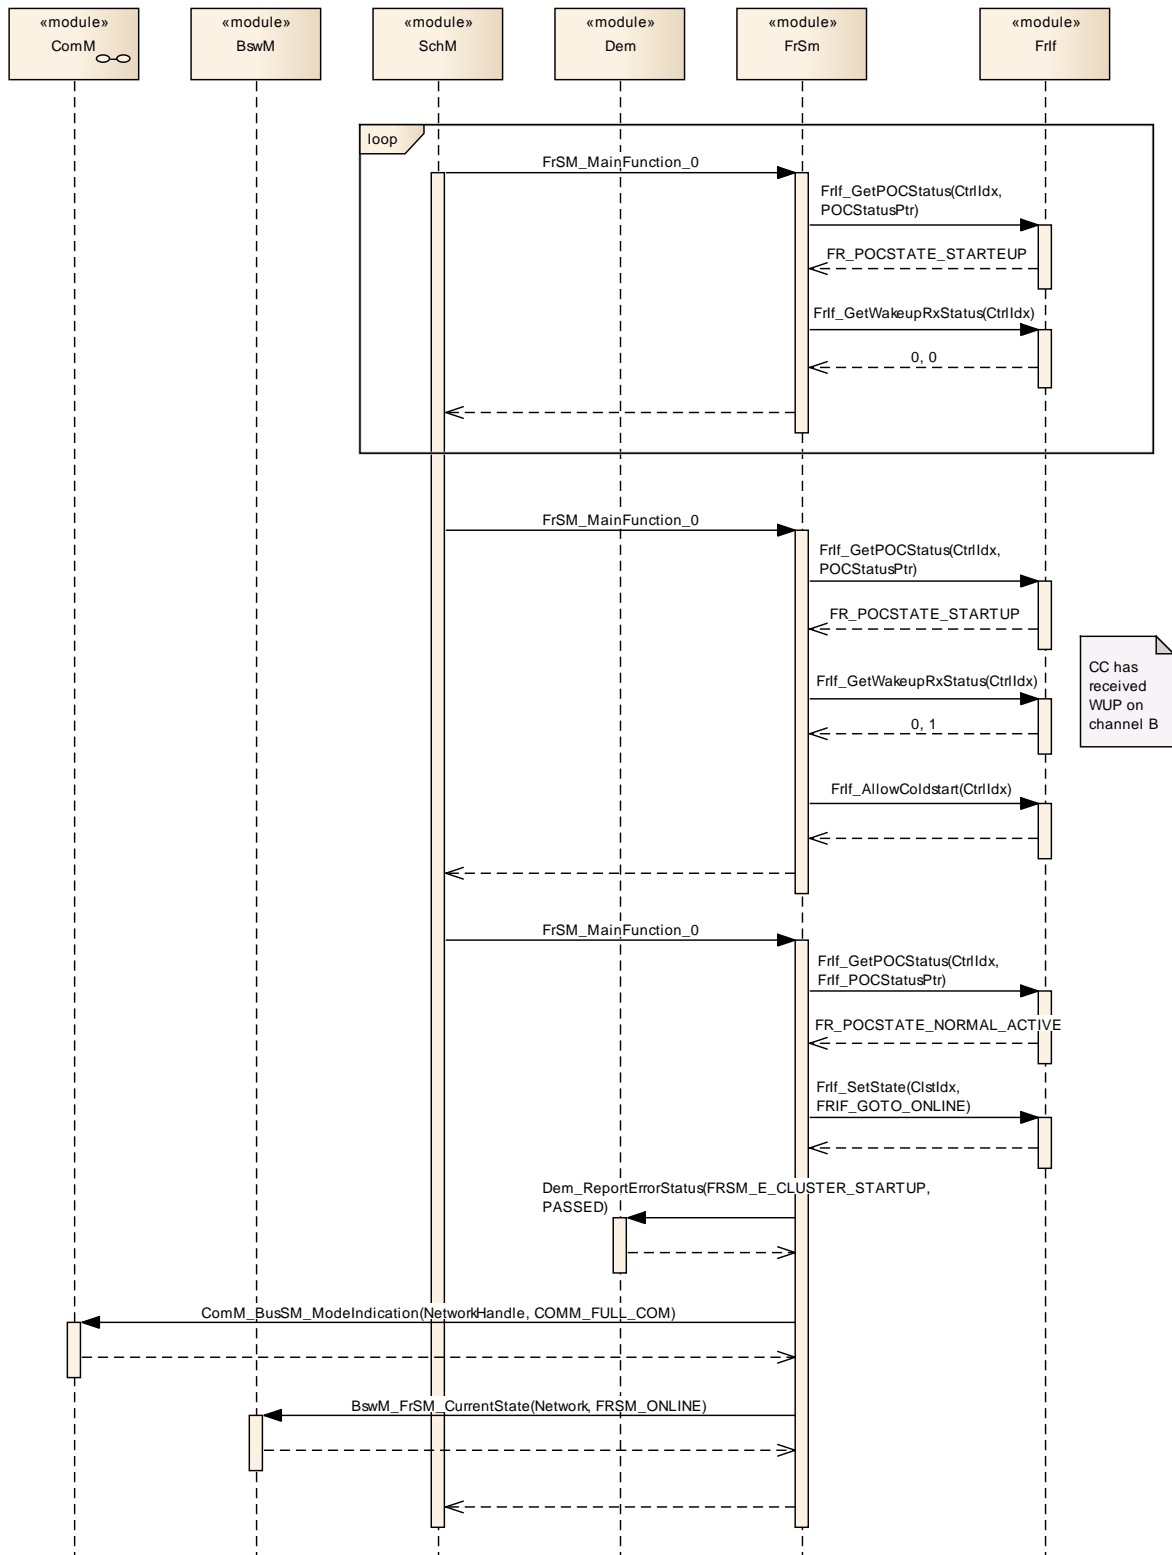 «module»
ComM
«module»
BswM
«module»
SchM
«module»
Dem
«module»
FrSm
«module»
FrIf
loop
FrSM_MainFunction_0
FrIf_GetPOCStatus(CtrlIdx,
POCStatusPtr)
FR_POCSTATE_STARTEUP
FrIf_GetWakeupRxStatus(CtrlIdx)
0, 0
FrSM_MainFunction_0
FrIf_GetPOCStatus(CtrlIdx,
POCStatusPtr)
FR_POCSTATE_STARTUP
CC has
received
WUP on
channel B
FrIf_GetWakeupRxStatus(CtrlIdx)
0, 1
FrIf_AllowColdstart(CtrlIdx)
FrSM_MainFunction_0
FrIf_GetPOCStatus(CtrlIdx,
FrIf_POCStatusPtr)
FR_POCSTATE_NORMAL_ACTIVE
FrIf_SetState(ClstIdx,
FRIF_GOTO_ONLINE)
Dem_ReportErrorStatus(FRSM_E_CLUSTER_STARTUP,
PASSED)
ComM_BusSM_ModeIndication(NetworkHandle, COMM_FULL_COM)
BswM_FrSM_CurrentState(Network, FRSM_ONLINE)